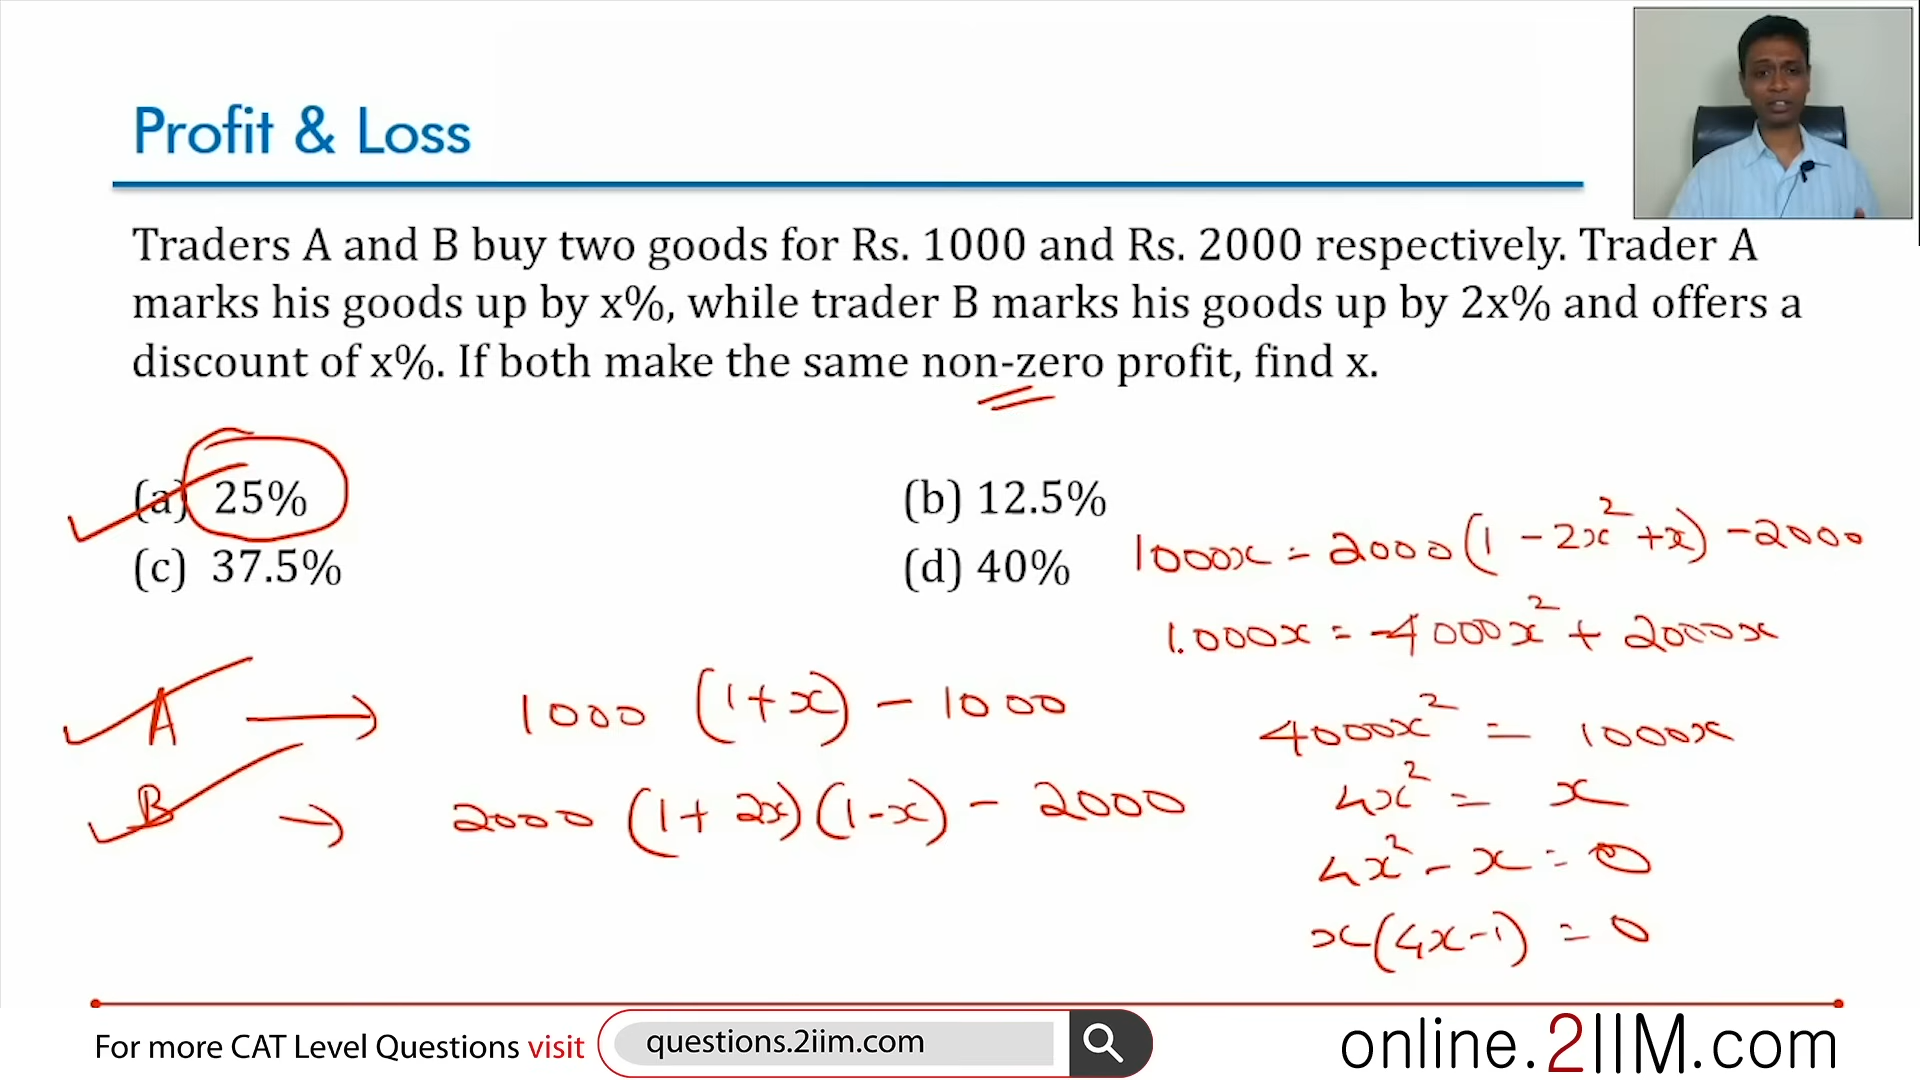 Profit & Loss
Traders A and B buy two goods for Rs. 1000 and Rs. 2000 respectively. Trader A
marks his goods up by x%, while trader B marks his goods up by 2x% and offers a
discount of x%. If both make the same non-zero profit, find x.
(a) 25%
(b) 12.5%
(c) 37.5%
(d) 40%
1000x = 2000 (1 - 2x² + x) - 2000
1.000x = -4000x² + 2000x
4000x² = 1000x
4x² = x
4x² - x = 0
x(4x-1) = 0
A → 1000 (1+x) - 1000
B → 2000 (1+ 2x)(1-x) - 2000
For more CAT Level Questions visit
questions.2iim.com
online.2IIM.com